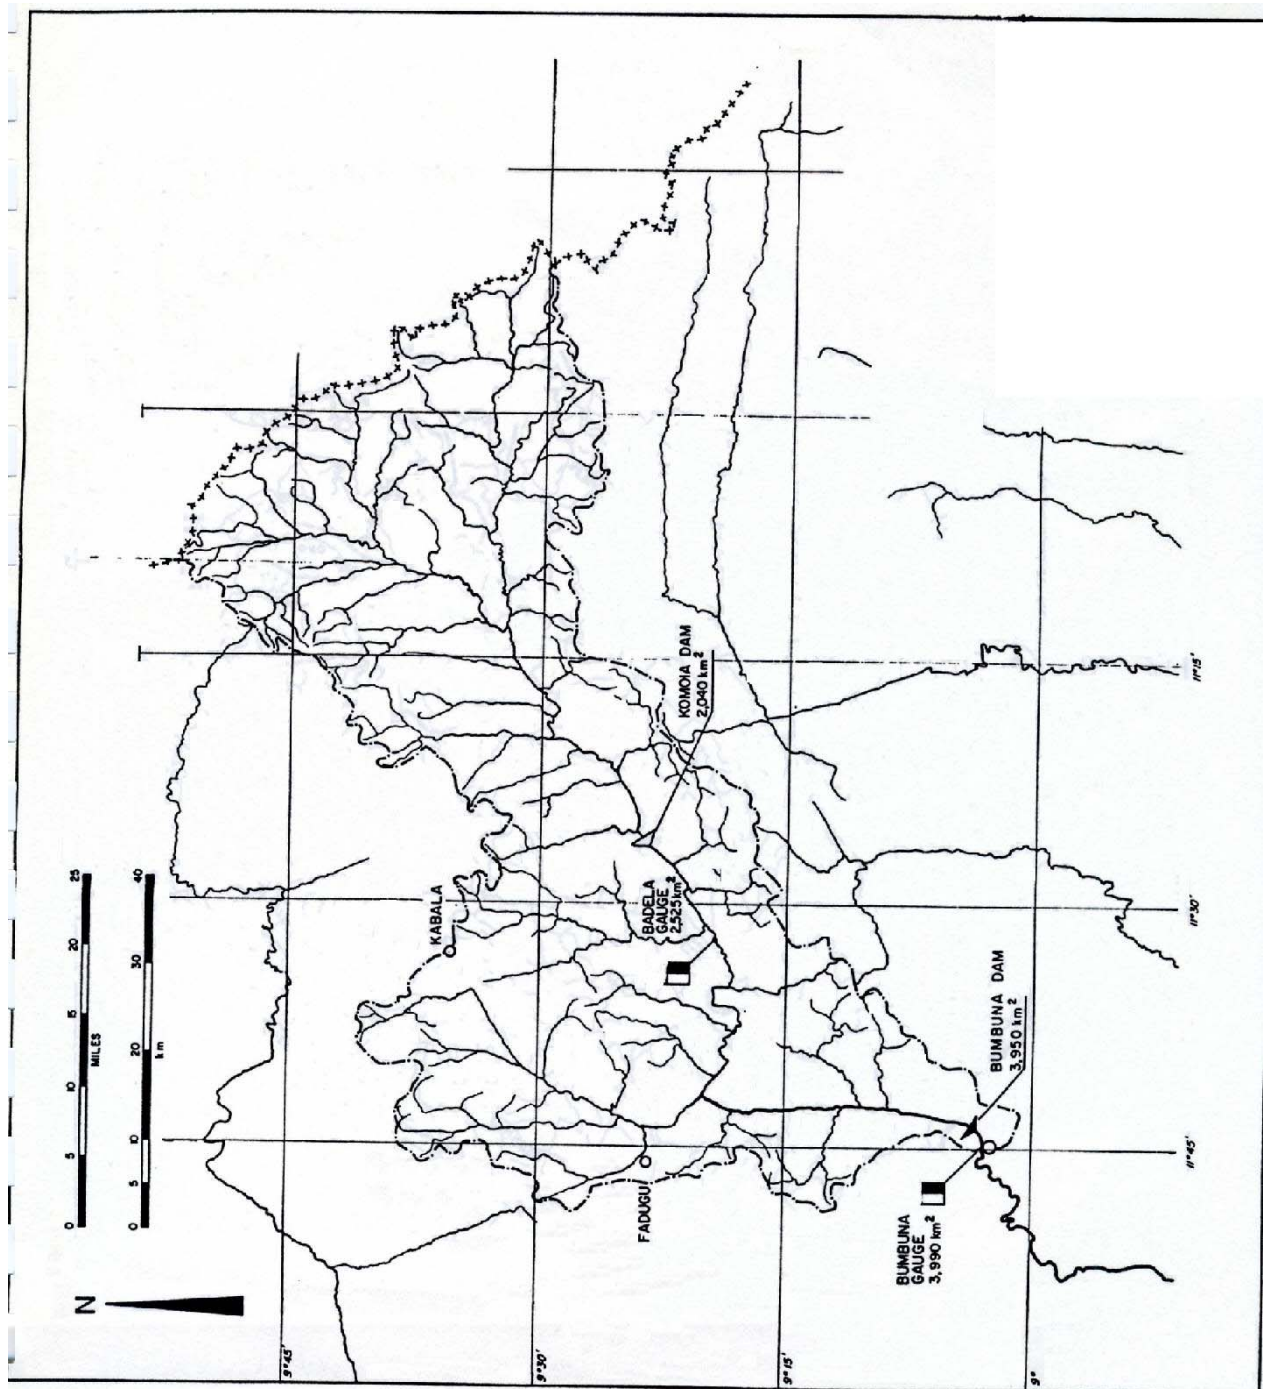 N
0 5 10 15 20 25
MILES
0 5 10 20 30 40
km
9°45'
9°30'
9°15'
9°
KABALA
FADUGU
BADELA
GAUGE
2,525 km²
KOMOIA DAM
2,040 km²
BUMBUNA DAM
3,950 km²
BUMBUNA
GAUGE
3,990 km²
11°45'
11°30'
11°15'